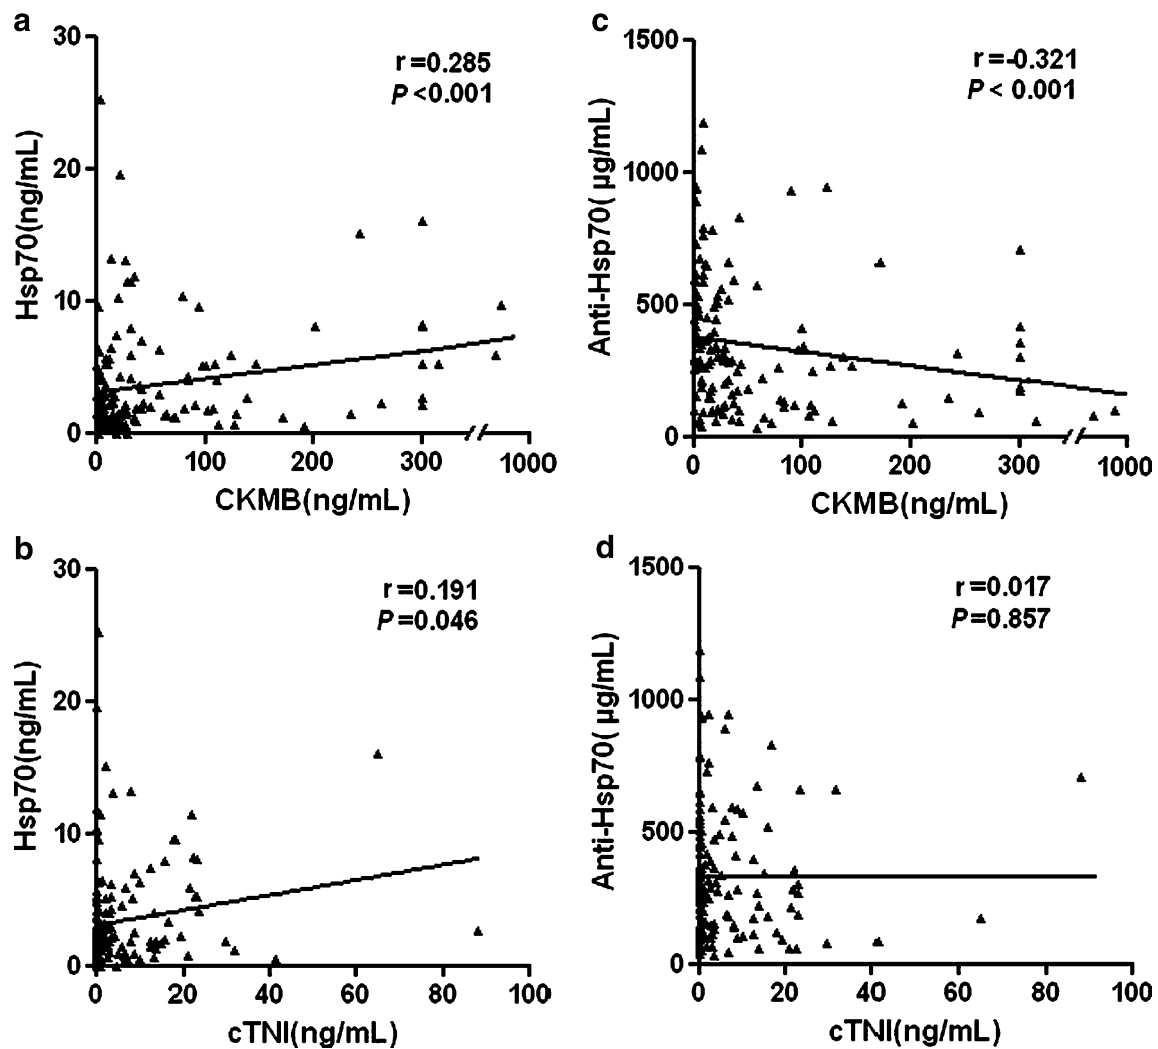 a
30
20
10
0
Hsp70(ng/mL)
r=0.285
P<0.001
0 100 200 300 1000
CKMB(ng/mL)
c
1500
1000
500
0
Anti-Hsp70( µg/mL)
r=-0.321
P< 0.001
0 100 200 300 1000
CKMB(ng/mL)
b
30
20
10
0
Hsp70(ng/mL)
r=0.191
P=0.046
0 20 40 60 80 100
cTNI(ng/mL)
d
1500
1000
500
0
Anti-Hsp70( µg/mL)
r=0.017
P=0.857
0 20 40 60 80 100
cTNI(ng/mL)